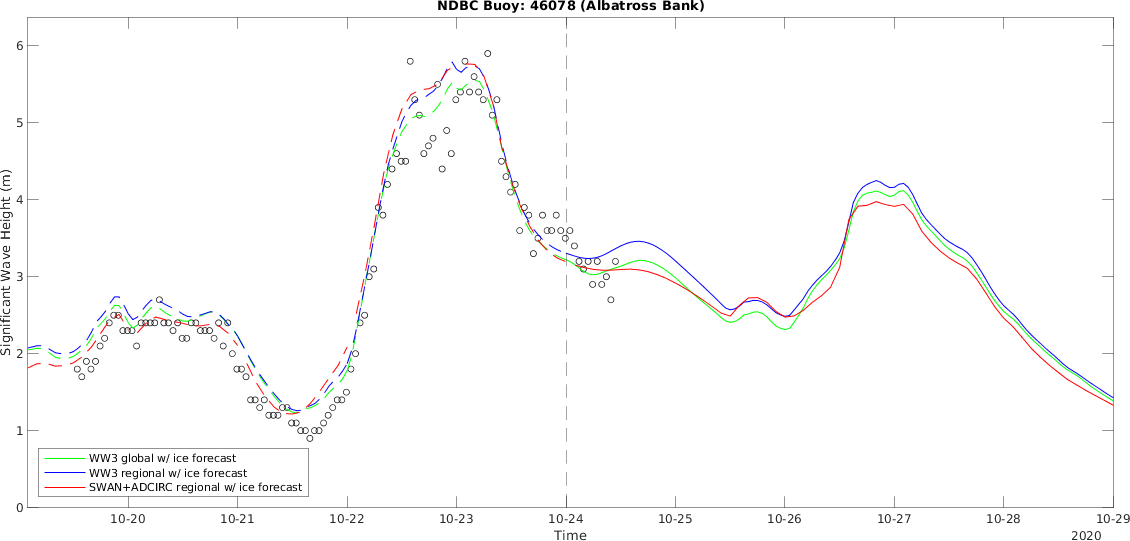 NDBC Buoy: 46078 (Albatross Bank)
Significant Wave Height (m)
6
5
4
3
2
1
0
WW3 global w/ ice forecast
WW3 regional w/ ice forecast
SWAN+ADCIRC regional w/ ice forecast
10-20 10-21 10-22 10-23 10-24 10-25 10-26 10-27 10-28 10-29
Time
2020